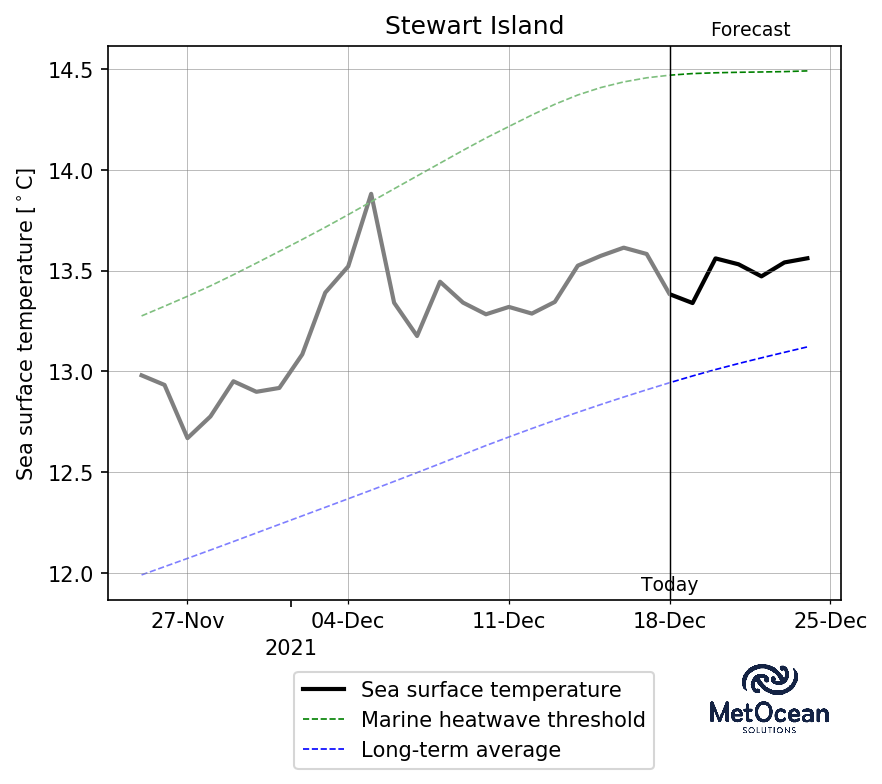 Stewart Island
Forecast
14.5
14.0
13.5
13.0
12.5
12.0
Sea surface temperature [°C]
Today
27-Nov 04-Dec 11-Dec 18-Dec 25-Dec
2021
Sea surface temperature
Marine heatwave threshold
Long-term average
MetOcean
SOLUTIONS